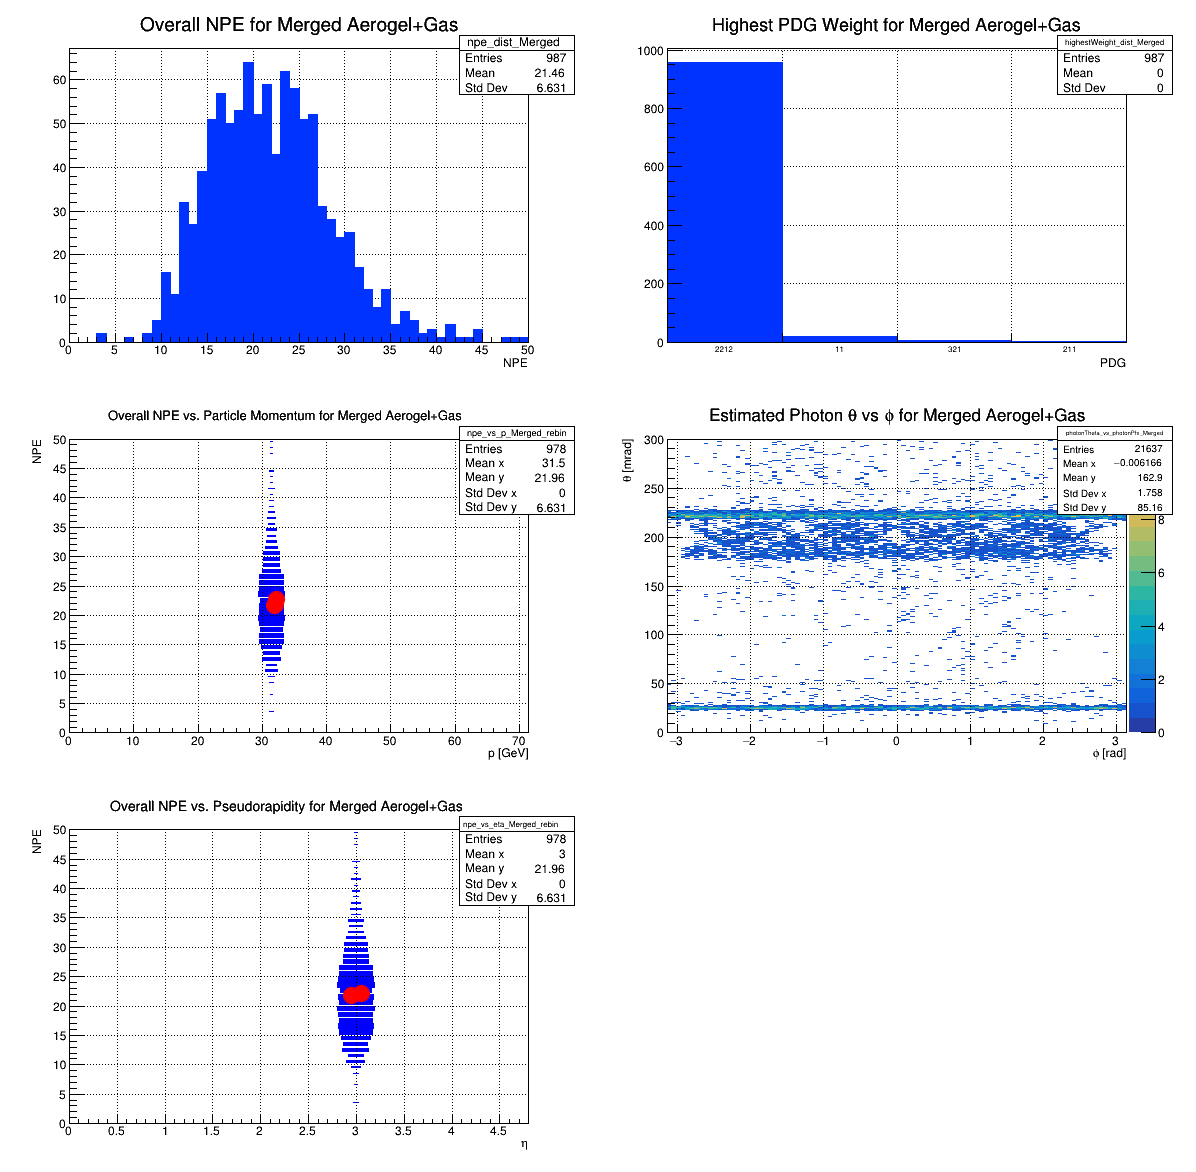 Overall NPE for Merged Aerogel+Gas
npe_dist_Merged
Entries 987
Mean 21.46
Std Dev 6.631
60
50
40
30
20
10
0
0 5 10 15 20 25 30 35 40 45 50
NPE
Highest PDG Weight for Merged Aerogel+Gas
highestWeight_dist_Merged
Entries 987
Mean 0
Std Dev 0
1000
800
600
400
200
0
2212 11 321 211
PDG
Overall NPE vs. Particle Momentum for Merged Aerogel+Gas
npe_vs_p_Merged_rebin
Entries 978
Mean x 31.5
Mean y 21.96
Std Dev x 0
Std Dev y 6.631
NPE
50
45
40
35
30
25
20
15
10
5
0
0 10 20 30 40 50 60 70
p [GeV]
Estimated Photon θ vs ϕ for Merged Aerogel+Gas
photonTheta_vs_photonPhi_Merged
Entries 21637
Mean x −0.006166
Mean y 162.9
Std Dev x 1.758
Std Dev y 85.16
θ [mrad]
300
250
200
150
100
50
0
−3 −2 −1 0 1 2 3
ϕ [rad]
8
6
4
2
0
Overall NPE vs. Pseudorapidity for Merged Aerogel+Gas
npe_vs_eta_Merged_rebin
Entries 978
Mean x 3
Mean y 21.96
Std Dev x 0
Std Dev y 6.631
NPE
50
45
40
35
30
25
20
15
10
5
0
0 0.5 1 1.5 2 2.5 3 3.5 4 4.5
η